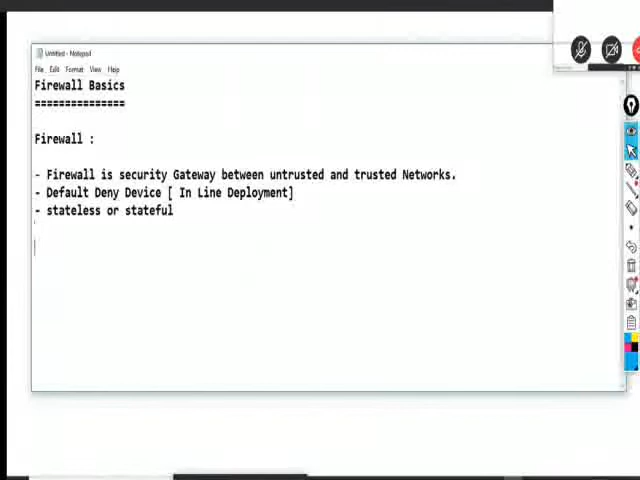 Untitled - Notepad
File Edit Format View Help
Firewall Basics
===============
Firewall :
- Firewall is security Gateway between untrusted and trusted Networks.
- Default Deny Device [ In Line Deployment]
- stateless or stateful